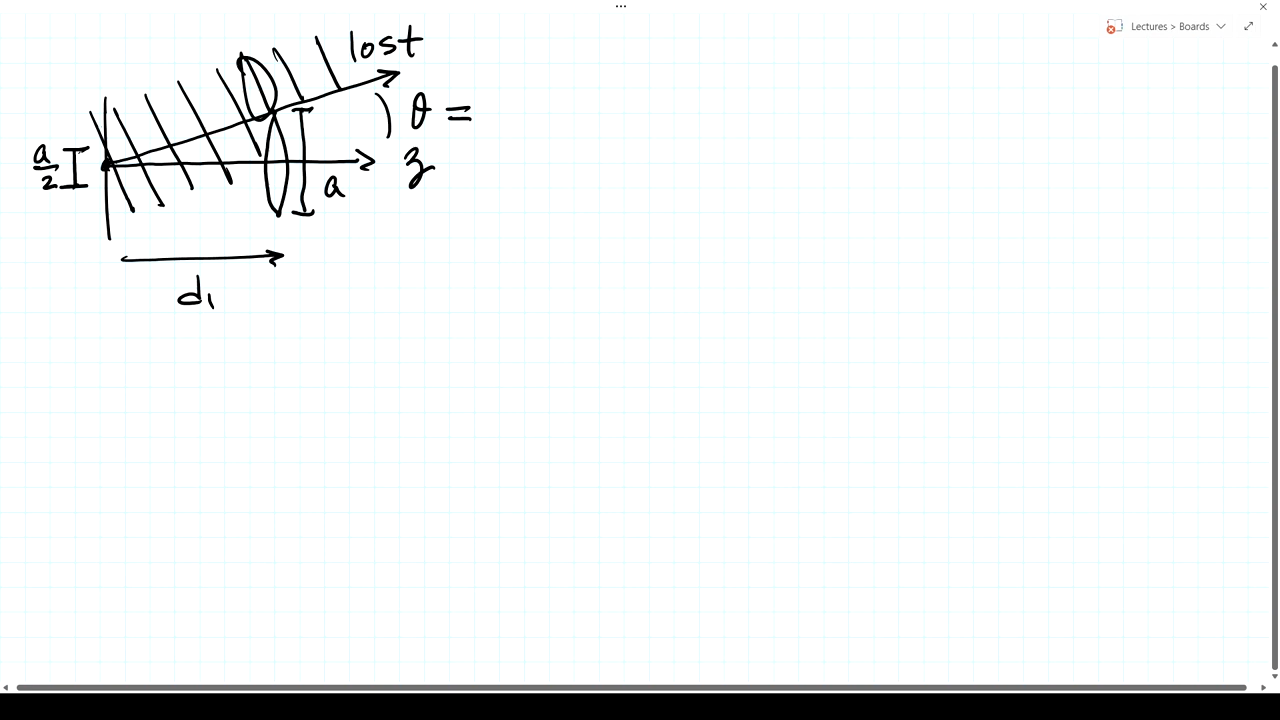 Lectures > Boards
lost
) θ =
a/2
z
a
d₁